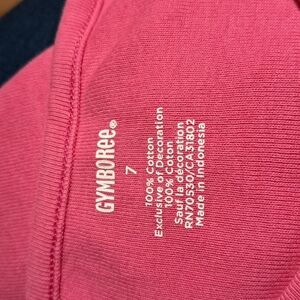 GYMBOREE®
7
100% Cotton
Exclusive of Decoration
100% Coton
Sauf la décoration
RN70530/CA31802
Made in Indonesia